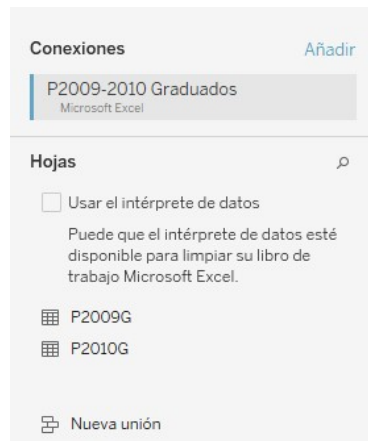 Conexiones Añadir
P2009-2010 Graduados
Microsoft Excel
Hojas
Usar el intérprete de datos
Puede que el intérprete de datos esté
disponible para limpiar su libro de
trabajo Microsoft Excel.
P2009G
P2010G
Nueva unión